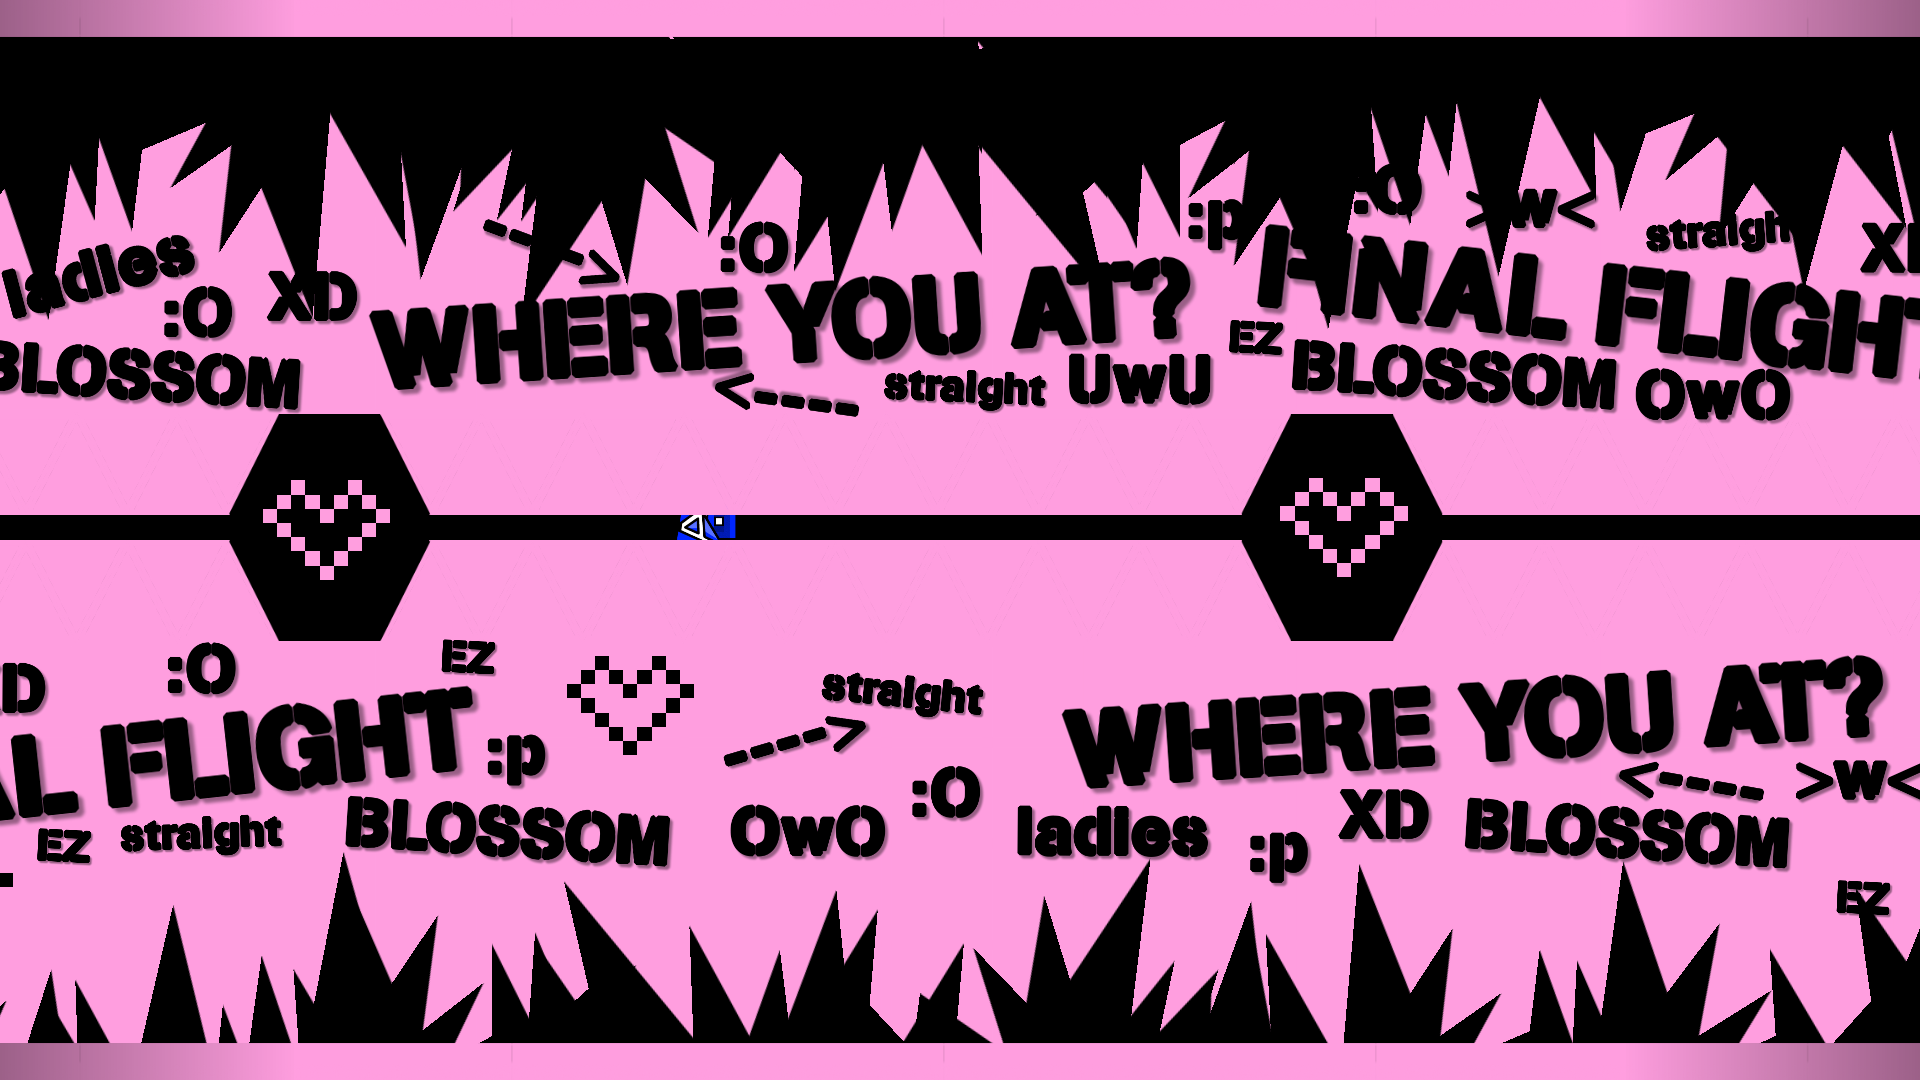 :p :O >w<
straight
ladies XD :O FINAL FLIGHT
:O XD WHERE YOU AT?
EZ
BLOSSOM <---- straight UwU BLOSSOM OwO
:O EZ
straight
FLIGHT :p WHERE YOU AT?
----> <---- >w<
EZ straight BLOSSOM OwO :O ladies :p XD BLOSSOM
EZ